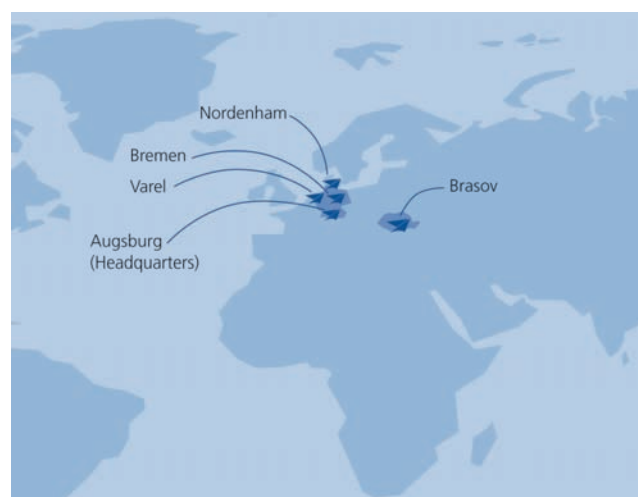 Nordenham
Bremen
Varel
Brasov
Augsburg
(Headquarters)